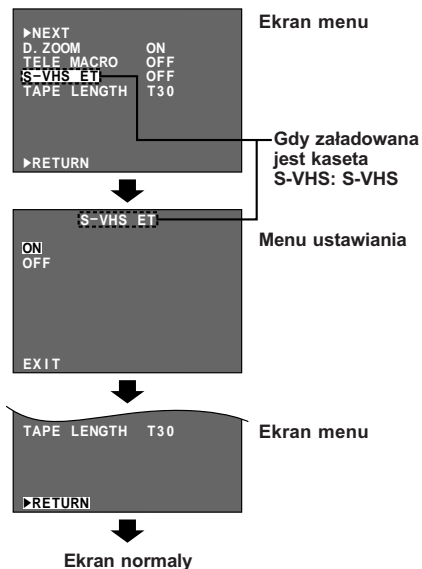 Ekran menu
►NEXT
D. ZOOM ON
TELE MACRO OFF
S-VHS ET OFF
TAPE LENGTH T30
►RETURN
Gdy załadowana
jest kaseta
S-VHS: S-VHS
S-VHS ET
Menu ustawiania
ON
OFF
EXIT
TAPE LENGTH T30
Ekran menu
►RETURN
Ekran normaly